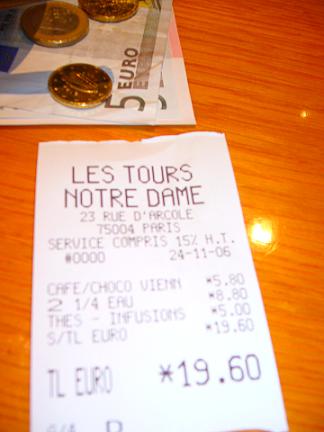 5 EURO
LES TOURS
NOTRE DAME
23 RUE D'ARCOLE
75004 PARIS
SERVICE COMPRIS 15% H.T.
#0000 24-11-06
CAFE/CHOCO VIENN *5.80
2 1/4 EAU *8.80
THES - INFUSIONS *5.00
S/TL EURO *19.60
TL EURO *19.60